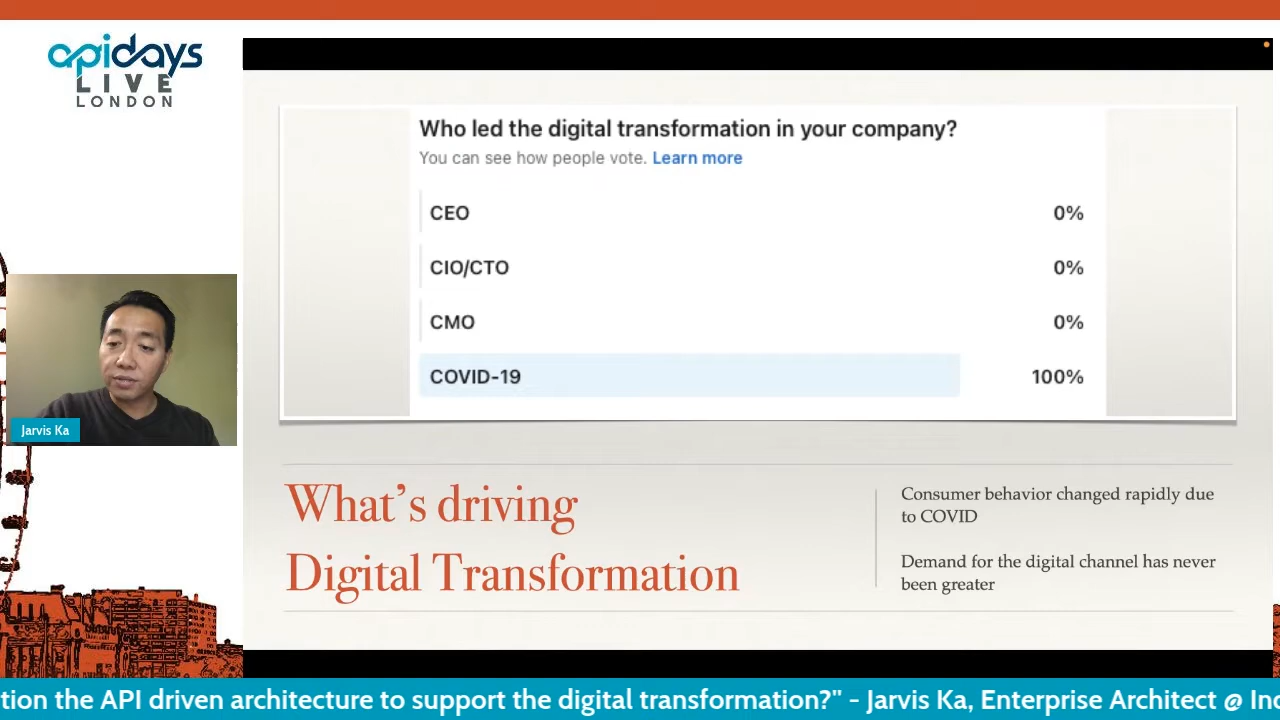 apidays
LIVE
LONDON
Who led the digital transformation in your company?
You can see how people vote. Learn more
CEO 0%
CIO/CTO 0%
CMO 0%
COVID-19 100%
Jarvis Ka
What's driving
Digital Transformation
Consumer behavior changed rapidly due
to COVID
Demand for the digital channel has never
been greater
tion the API driven architecture to support the digital transformation?" - Jarvis Ka, Enterprise Architect @ Ind